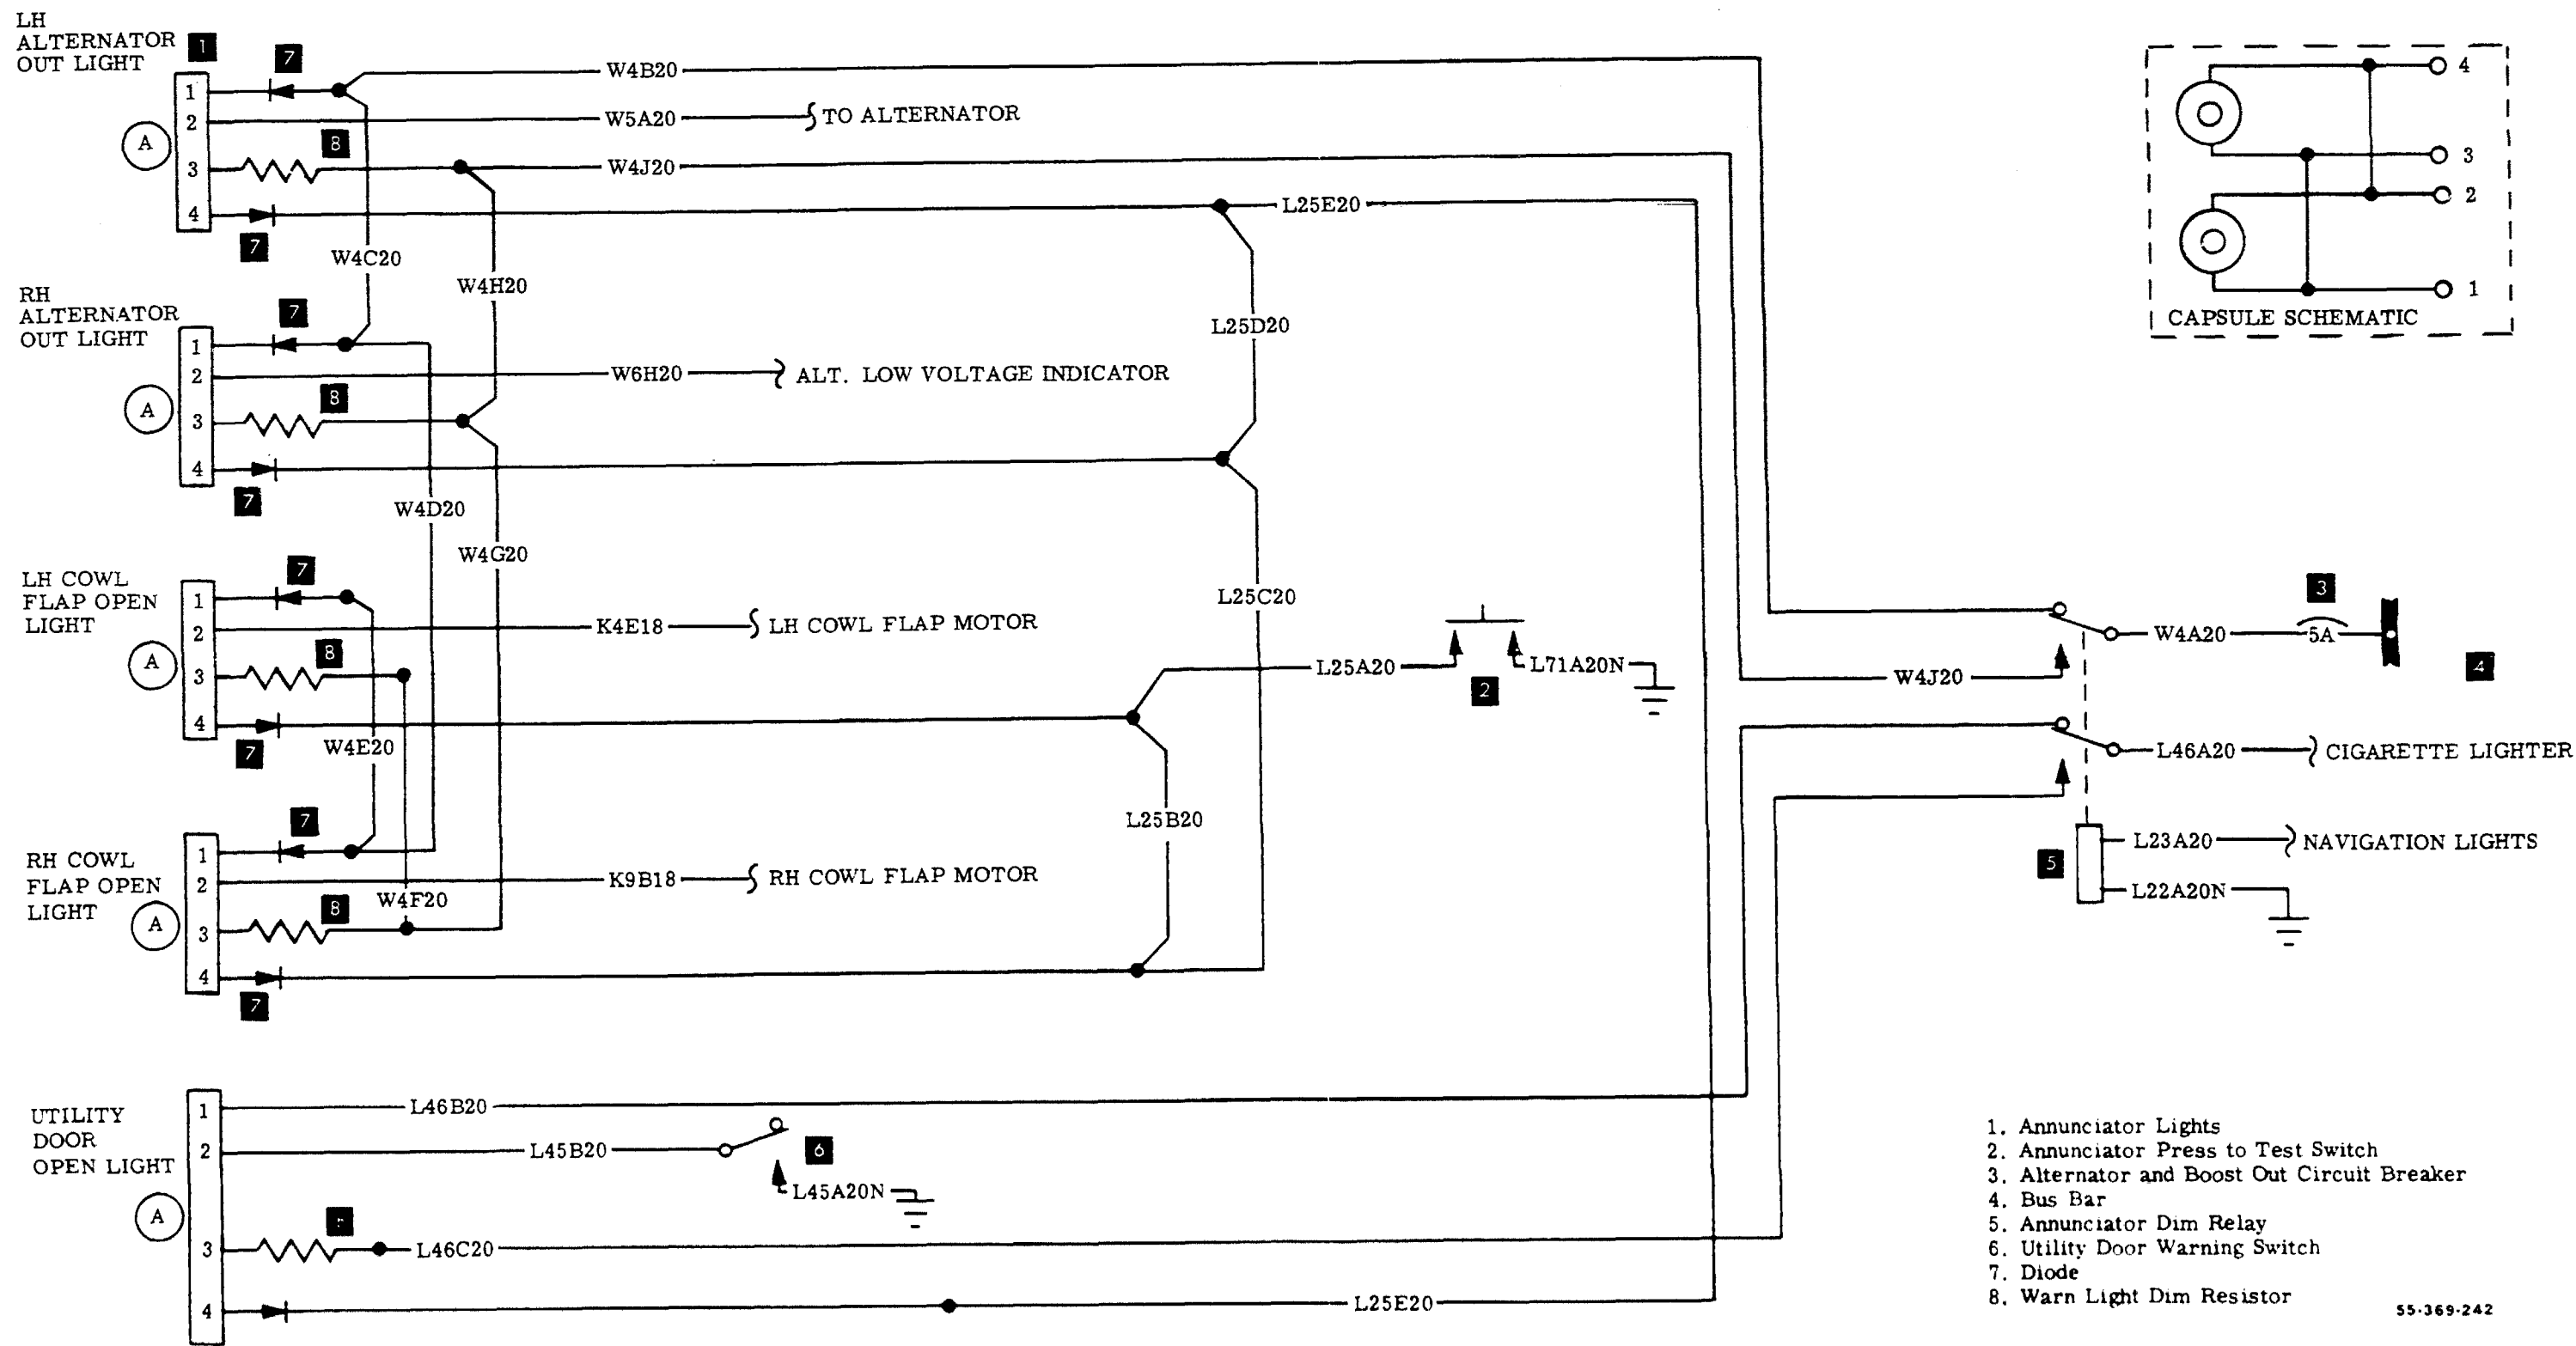 LH
ALTERNATOR
OUT LIGHT
1
7
1
2
3
4
A
8
7
W4B20
W5A20
TO ALTERNATOR
W4J20
L25E20
W4C20
W4H20
L25D20
RH
ALTERNATOR
OUT LIGHT
7
1
2
3
4
A
8
7
W6H20
ALT. LOW VOLTAGE INDICATOR
W4D20
W4G20
L25C20
LH COWL
FLAP OPEN
LIGHT
7
1
2
3
4
A
8
7
K4E18
LH COWL FLAP MOTOR
L25A20
L71A20N
2
W4E20
L25B20
RH COWL
FLAP OPEN
LIGHT
7
1
2
3
4
A
8
7
K9B18
RH COWL FLAP MOTOR
W4F20
UTILITY
DOOR
OPEN LIGHT
1
2
3
4
A
L46B20
L45B20
6
L45A20N
L46C20
L25E20
4
3
2
1
CAPSULE SCHEMATIC
3
W4A20
5A
4
W4J20
L46A20
CIGARETTE LIGHTER
5
L23A20
NAVIGATION LIGHTS
L22A20N
1. Annunciator Lights
2. Annunciator Press to Test Switch
3. Alternator and Boost Out Circuit Breaker
4. Bus Bar
5. Annunciator Dim Relay
6. Utility Door Warning Switch
7. Diode
8. Warn Light Dim Resistor
55-369-242